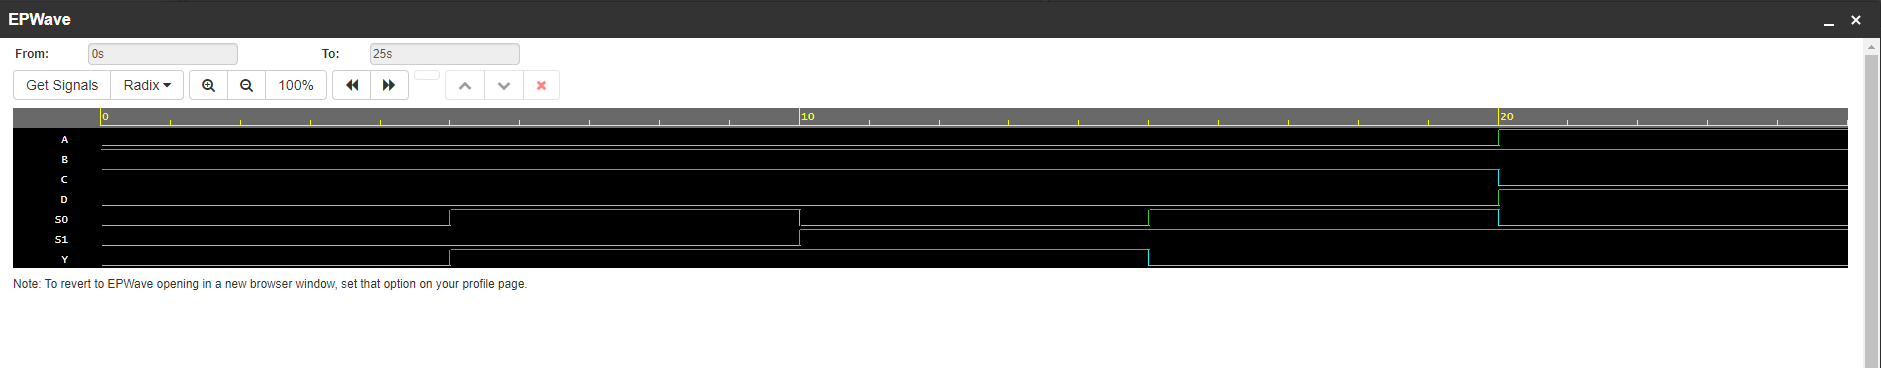 EPWave
From: 0s To: 25s
Get Signals Radix 100%
0 10 20
A
B
C
D
S0
S1
Y
Note: To revert to EPWave opening in a new browser window, set that option on your profile page.